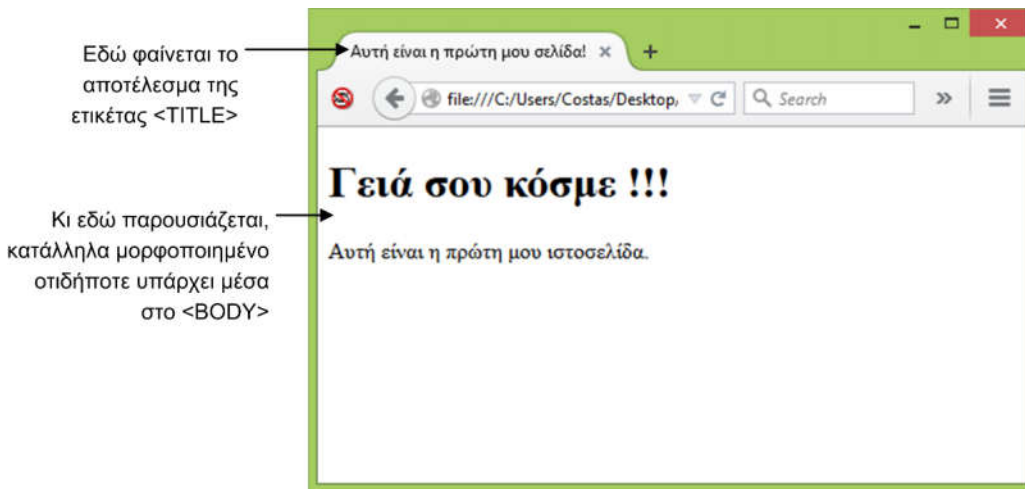 Εδώ φαίνεται το
αποτέλεσμα της
ετικέτας <TITLE>
Αυτή είναι η πρώτη μου σελίδα!
file:///C:/Users/Costas/Desktop,
Search
Γειά σου κόσμε !!!
Κι εδώ παρουσιάζεται,
κατάλληλα μορφοποιημένο
οτιδήποτε υπάρχει μέσα
στο <BODY>
Αυτή είναι η πρώτη μου ιστοσελίδα.